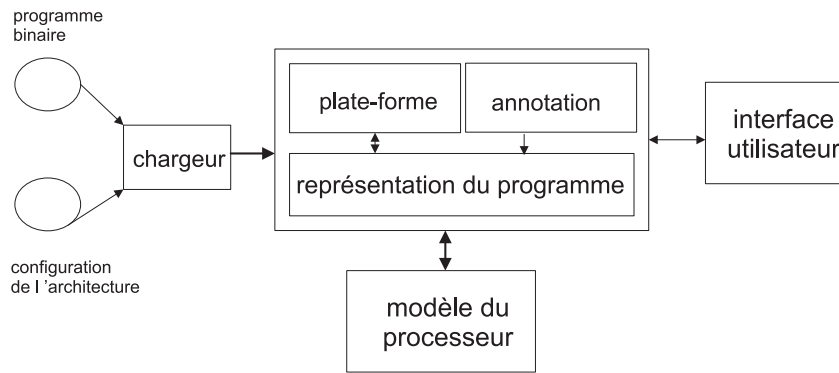 programme
binaire
plate-forme
annotation
interface
utilisateur
chargeur
représentation du programme
configuration
de l 'architecture
modèle du
processeur